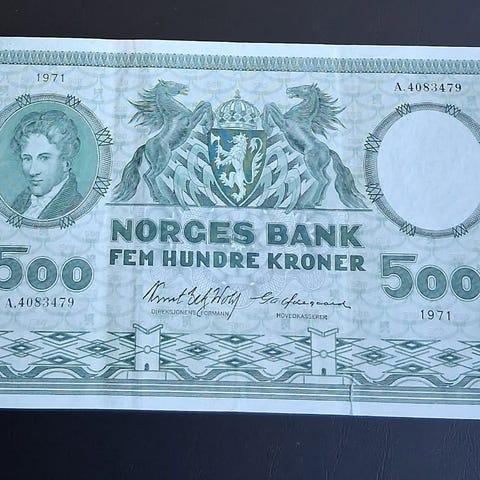 1971
A.4083479
NORGES BANK
FEM HUNDRE KRONER
500
500
A.4083479
DIREKSJONENS FORMANN
HOVEDKASSERER
1971